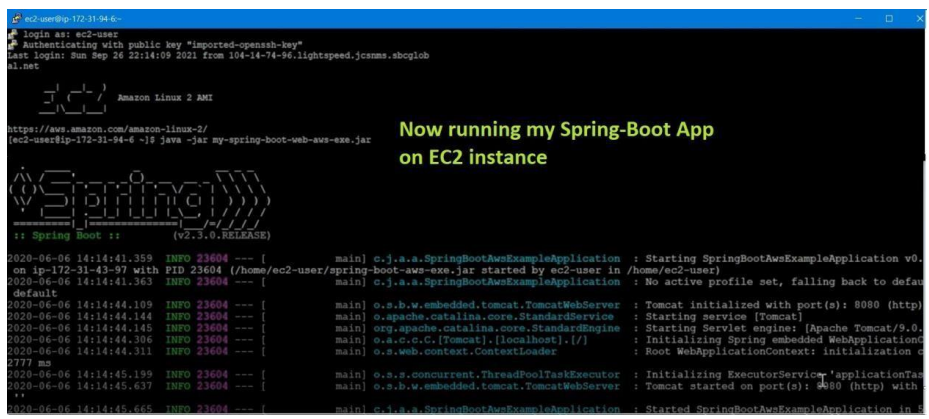 ec2-user@ip-172-31-94-6:~
login as: ec2-user
Authenticating with public key "imported-openssh-key"
Last login: Sun Sep 26 22:14:09 2021 from 104-14-74-96.lightspeed.jcsnms.sbcglob
al.net
Amazon Linux 2 AMI
https://aws.amazon.com/amazon-linux-2/
[ec2-user@ip-172-31-94-6 ~]$ java -jar my-spring-boot-web-aws-exe.jar
Now running my Spring-Boot App
on EC2 instance
Spring
:: Spring Boot :: (v2.3.0.RELEASE)
2020-06-06 14:14:41.359 INFO 23604 --- [ main] c.j.a.a.SpringBootAwsExampleApplication : Starting SpringBootAwsExampleApplication v0.
on ip-172-31-43-97 with PID 23604 (/home/ec2-user/spring-boot-aws-exe.jar started by ec2-user in /home/ec2-user)
2020-06-06 14:14:41.363 INFO 23604 --- [ main] c.j.a.a.SpringBootAwsExampleApplication : No active profile set, falling back to defau
default
2020-06-06 14:14:44.109 INFO 23604 --- [ main] o.s.b.w.embedded.tomcat.TomcatWebServer : Tomcat initialized with port(s): 8080 (http)
2020-06-06 14:14:44.144 INFO 23604 --- [ main] o.apache.catalina.core.StandardService : Starting service [Tomcat]
2020-06-06 14:14:44.145 INFO 23604 --- [ main] org.apache.catalina.core.StandardEngine : Starting Servlet engine: [Apache Tomcat/9.0.
2020-06-06 14:14:44.306 INFO 23604 --- [ main] o.a.c.c.C.[Tomcat].[localhost].[/] : Initializing Spring embedded WebApplicationC
2020-06-06 14:14:44.311 INFO 23604 --- [ main] o.s.web.context.ContextLoader : Root WebApplicationContext: initialization c
2777 ms
2020-06-06 14:14:45.199 INFO 23604 --- [ main] o.s.s.concurrent.ThreadPoolTaskExecutor : Initializing ExecutorService 'applicationTas
2020-06-06 14:14:45.637 INFO 23604 --- [ main] o.s.b.w.embedded.tomcat.TomcatWebServer : Tomcat started on port(s): 8080 (http) with
''
2020-06-06 14:14:45.665 INFO 23604 --- [ main] c.j.a.a.SpringBootAwsExampleApplication : Started SpringBootAwsExampleApplication in 5